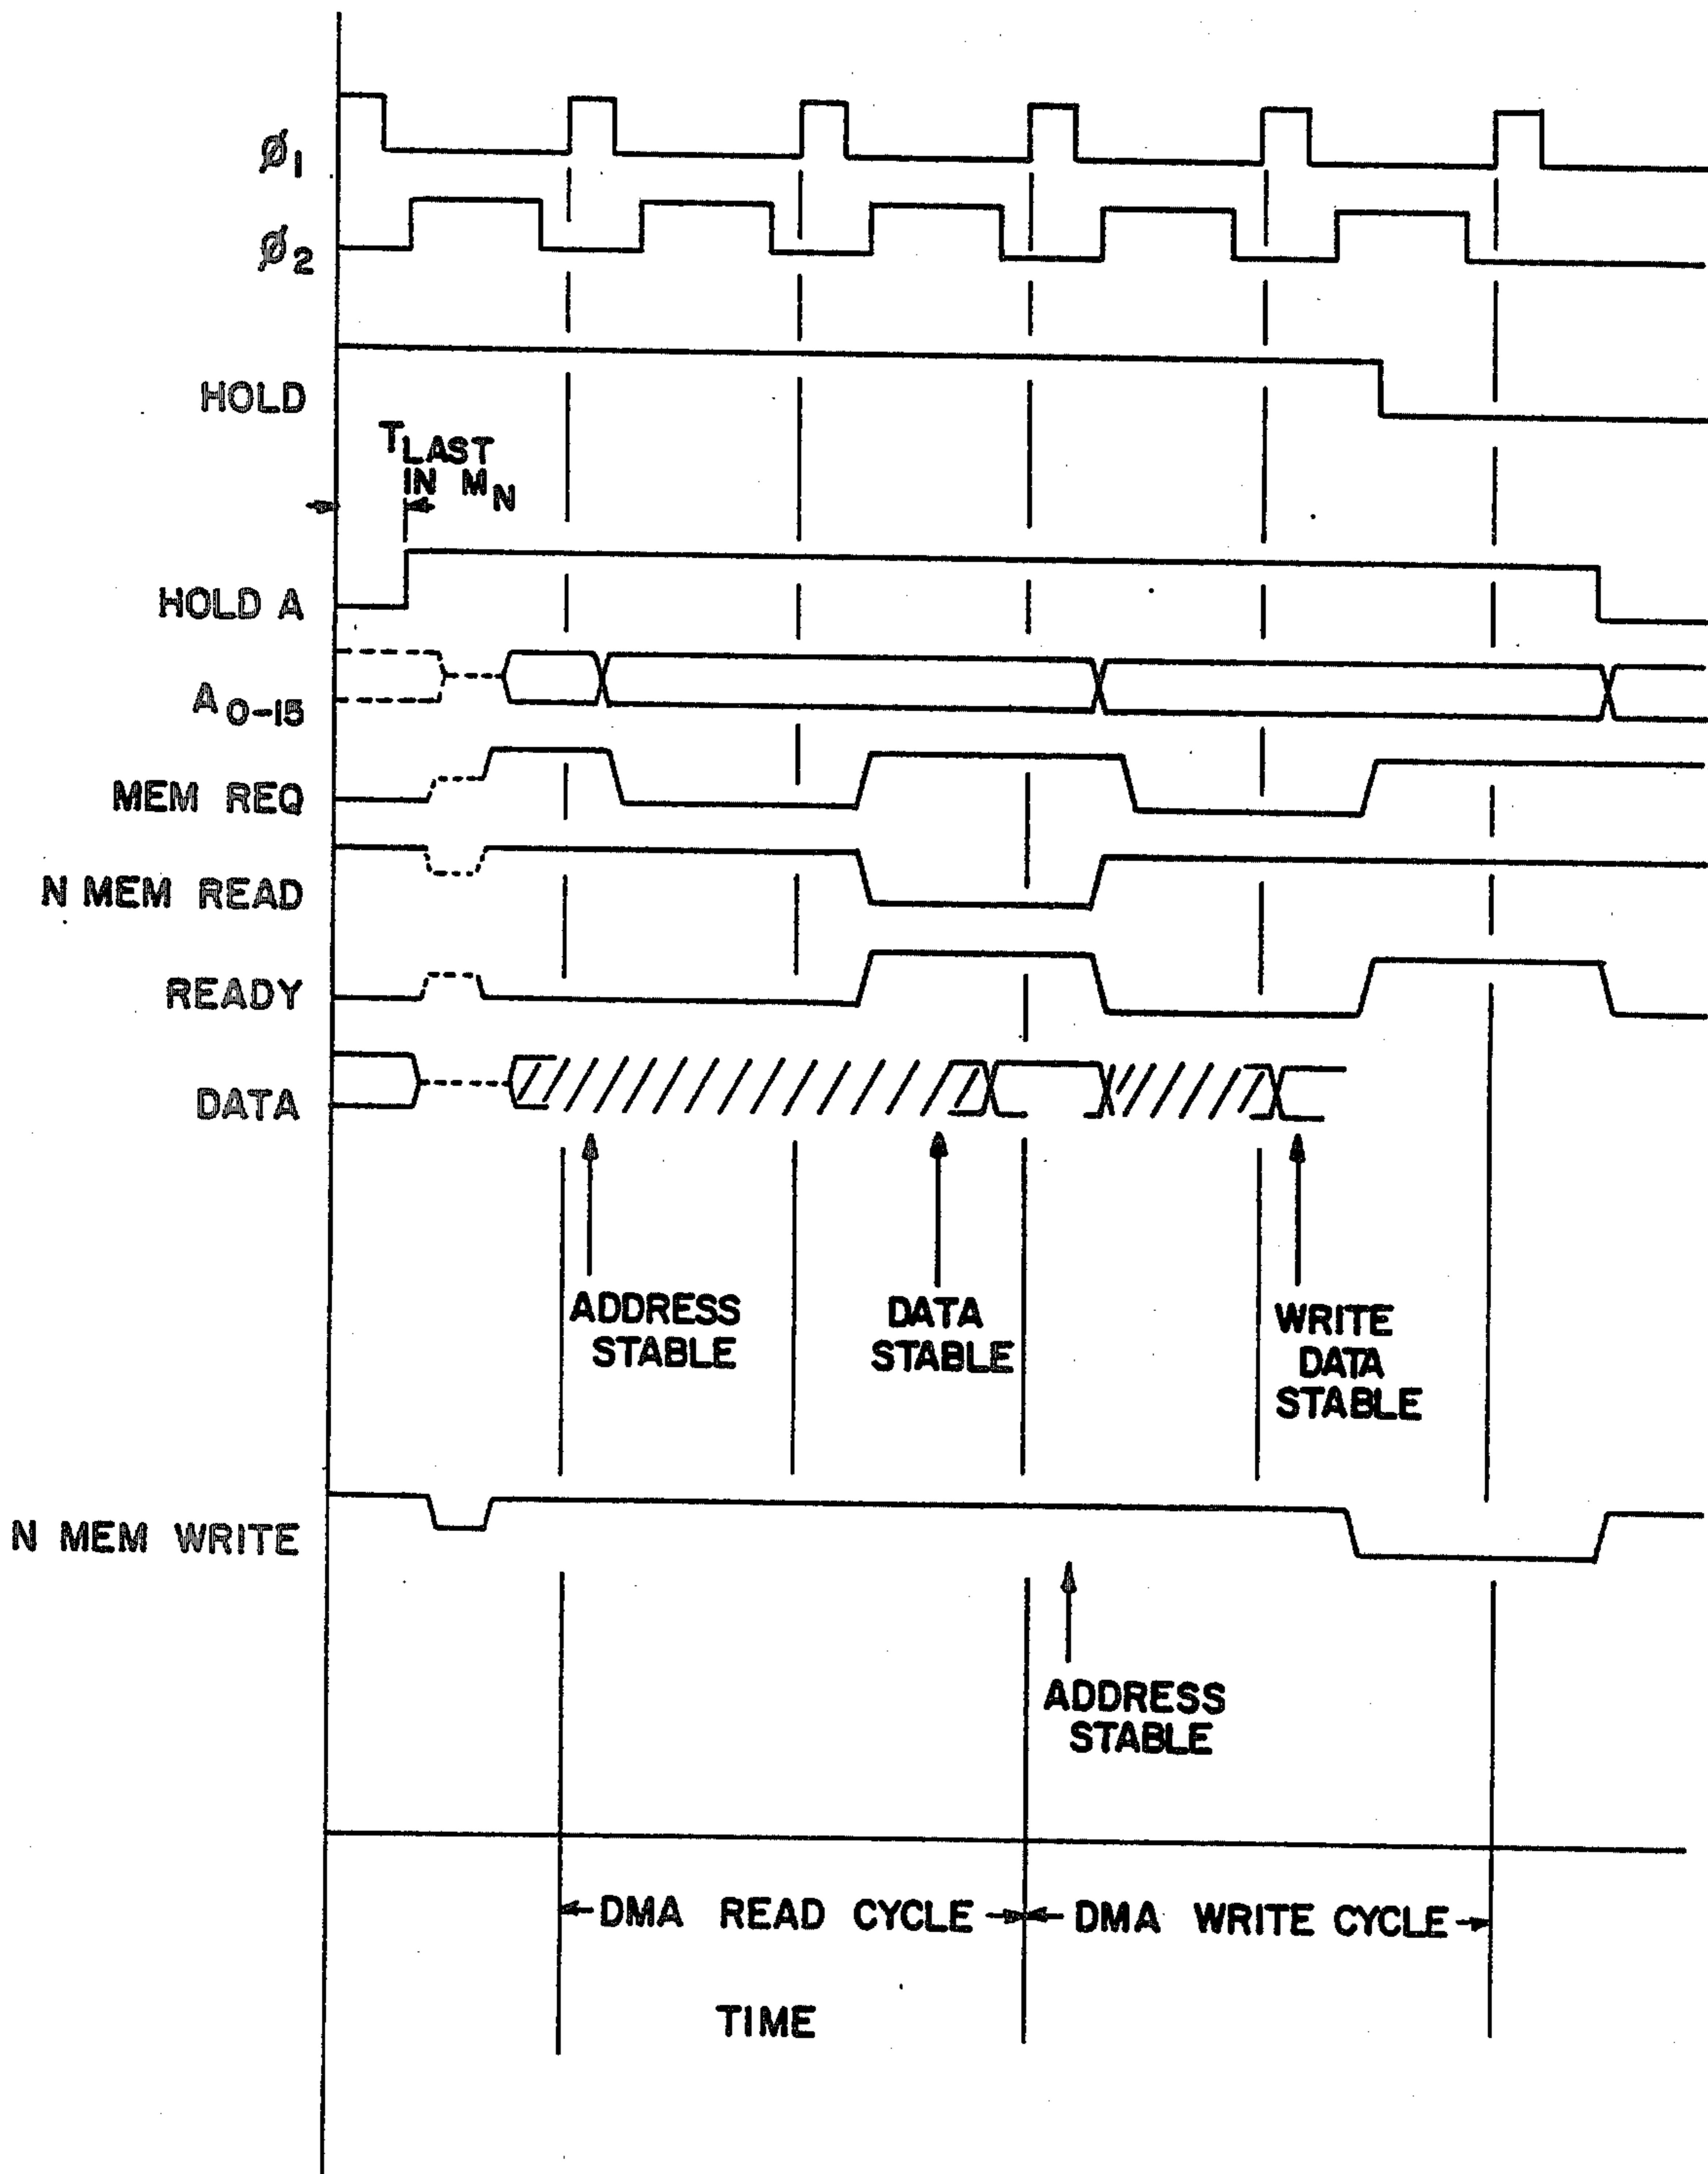 Ø1
Ø2
HOLD
TLAST
IN MN
HOLD A
A0-15
MEM REQ
N MEM READ
READY
DATA
ADDRESS
STABLE
DATA
STABLE
WRITE
DATA
STABLE
N MEM WRITE
ADDRESS
STABLE
DMA READ CYCLE
DMA WRITE CYCLE
TIME